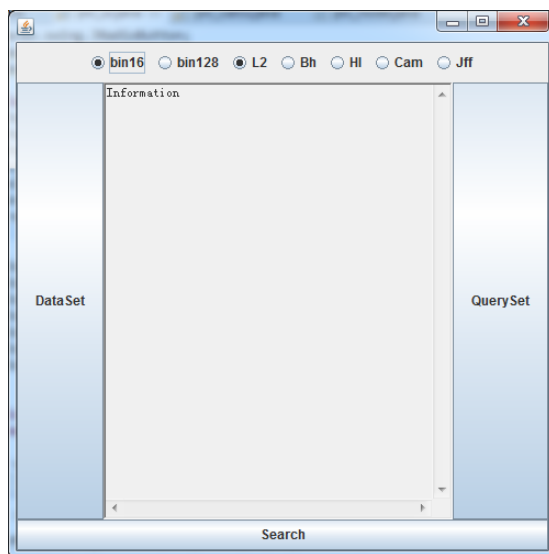 bin16 bin128 L2 Bh HI Cam Jff
Information
DataSet
QuerySet
Search